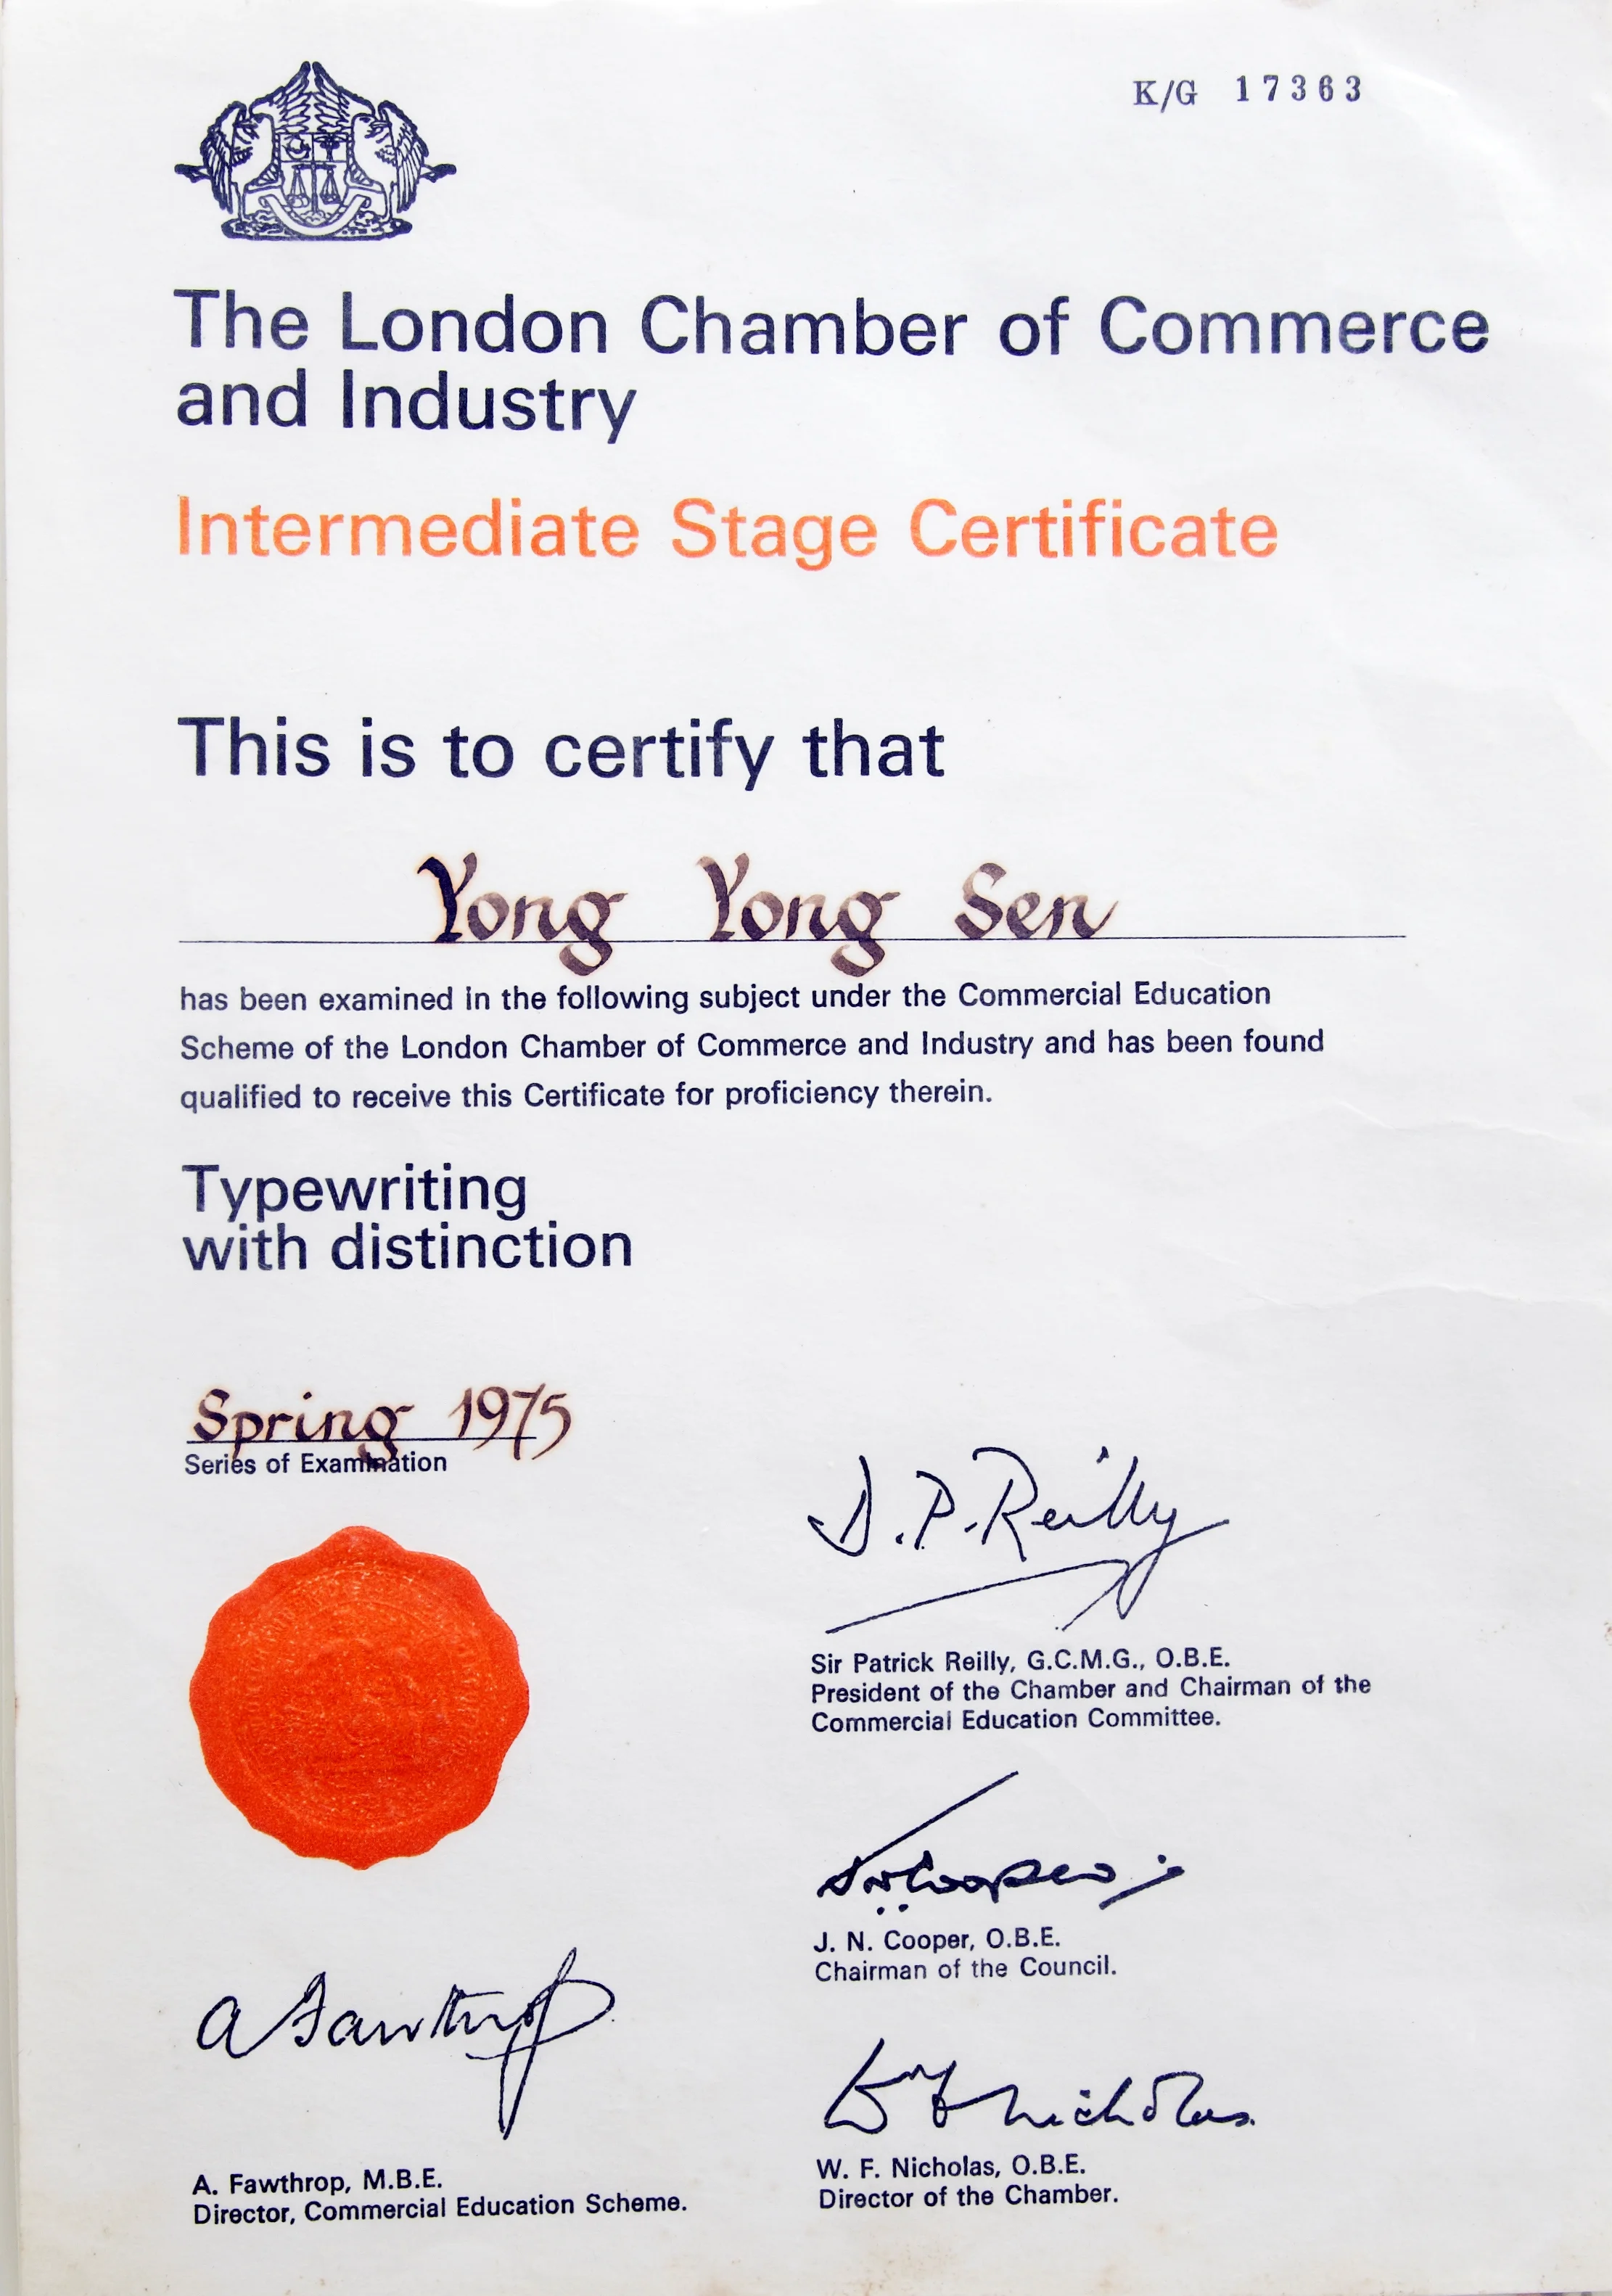 K/G 17363
The London Chamber of Commerce
and Industry
Intermediate Stage Certificate
This is to certify that
Yong Yong Sen
has been examined in the following subject under the Commercial Education
Scheme of the London Chamber of Commerce and Industry and has been found
qualified to receive this Certificate for proficiency therein.
Typewriting
with distinction
Spring 1975
Series of Examination
D. P. Reilly
Sir Patrick Reilly, G.C.M.G., O.B.E.
President of the Chamber and Chairman of the
Commercial Education Committee.
J N Cooper
J. N. Cooper, O.B.E.
Chairman of the Council.
A Fawthrop
A. Fawthrop, M.B.E.
Director, Commercial Education Scheme.
W F Nicholas
W. F. Nicholas, O.B.E.
Director of the Chamber.